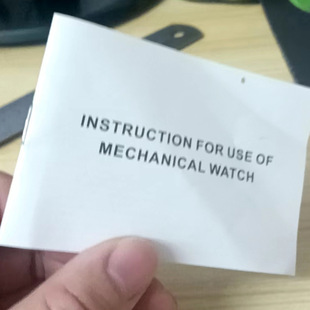 INSTRUCTION FOR USE OF
MECHANICAL WATCH